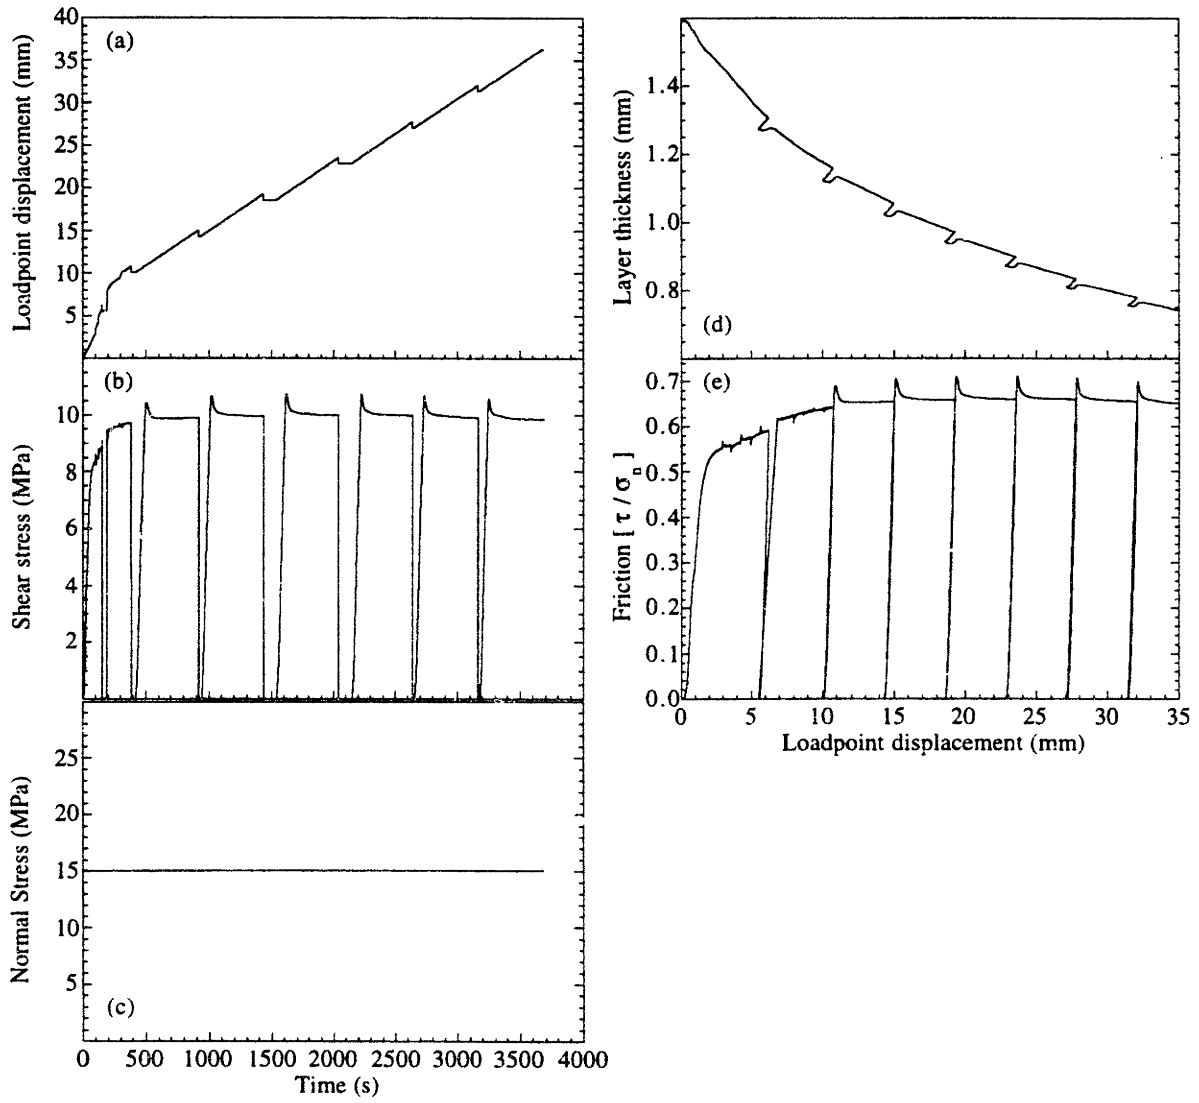 (a)
Loadpoint displacement (mm)
40
35
30
25
20
15
10
5
(b)
Shear stress (MPa)
10
8
6
4
2
(c)
Normal Stress (MPa)
25
20
15
10
5
0 500 1000 1500 2000 2500 3000 3500 4000
Time (s)
(d)
Layer thickness (mm)
1.4
1.2
1.0
0.8
(e)
Friction [ τ / σn]
0.7
0.6
0.5
0.4
0.3
0.2
0.1
0.0
0 5 10 15 20 25 30 35
Loadpoint displacement (mm)